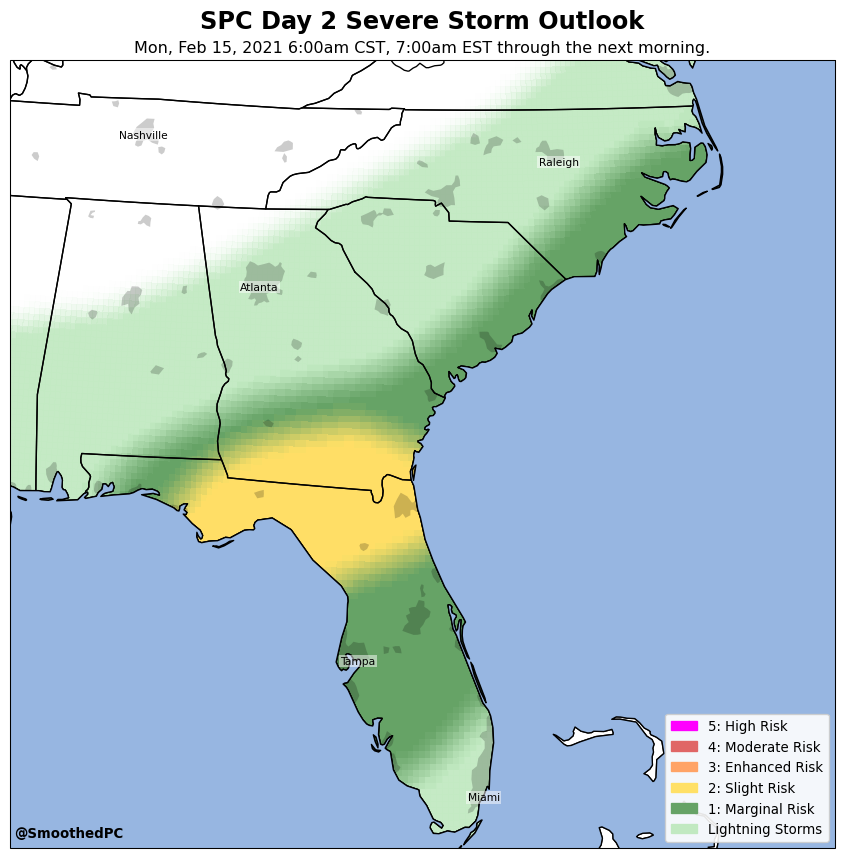 SPC Day 2 Severe Storm Outlook
Mon, Feb 15, 2021 6:00am CST, 7:00am EST through the next morning.
Nashville
Raleigh
Atlanta
Tampa
Miami
5: High Risk
4: Moderate Risk
3: Enhanced Risk
2: Slight Risk
1: Marginal Risk
Lightning Storms
@SmoothedPC